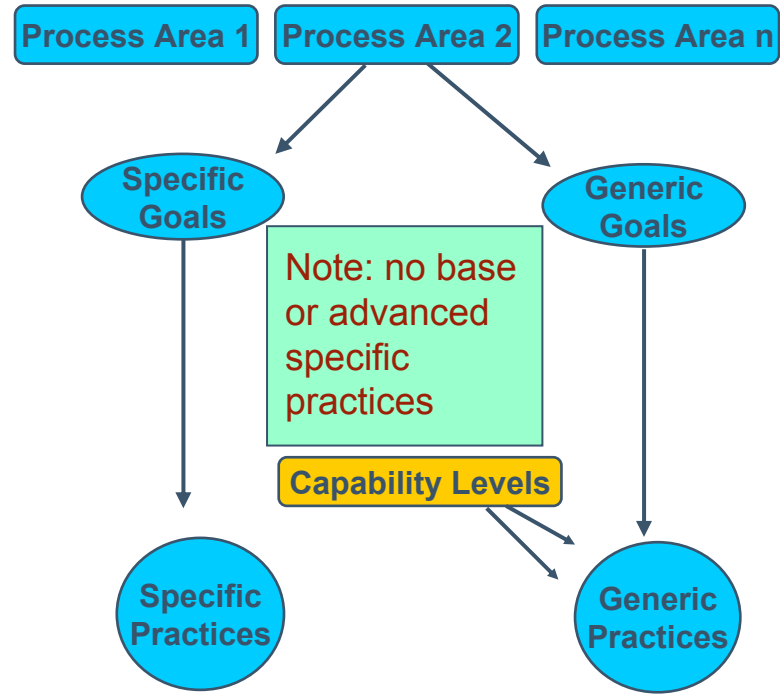 Process Area 1
Process Area 2
Process Area n
Specific
Goals
Generic
Goals
Note: no base
or advanced
specific
practices
Capability Levels
Specific
Practices
Generic
Practices